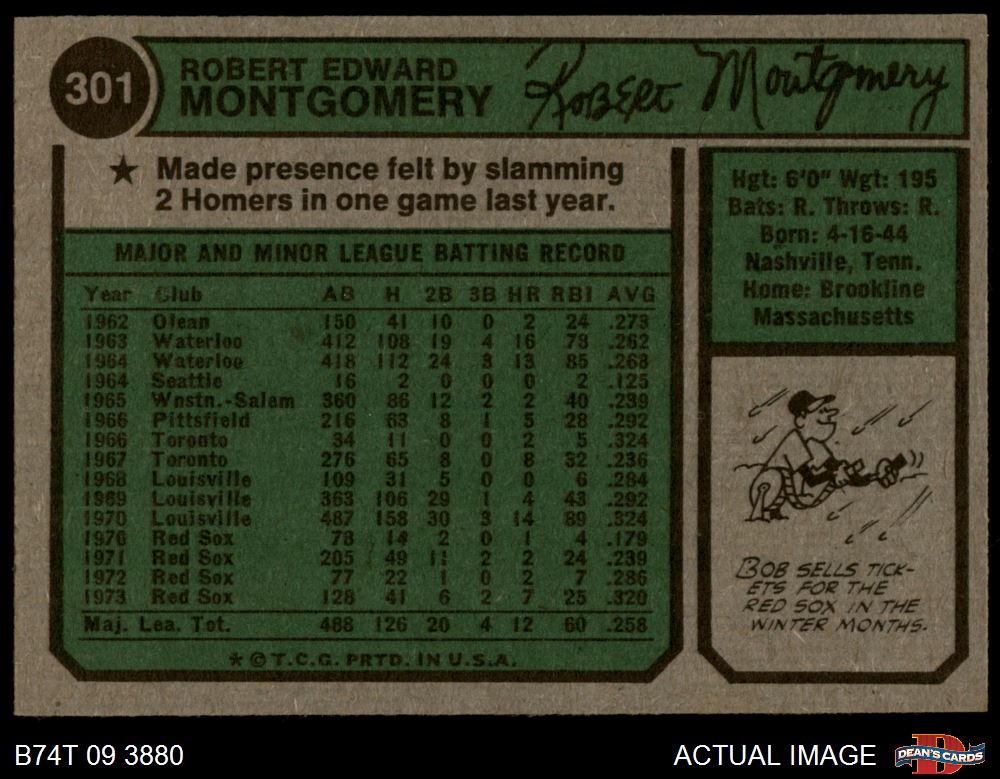 301
ROBERT EDWARD
MONTGOMERY
Robert Montgomery
★ Made presence felt by slamming
2 Homers in one game last year.
MAJOR AND MINOR LEAGUE BATTING RECORD
Year Club AB H 2B 3B HR RBI AVG
1962 Olean 150 41 10 0 2 24 .273
1963 Waterloo 412 108 19 4 16 73 .262
1964 Waterloo 418 112 24 3 13 85 .268
1964 Seattle 16 2 0 0 0 2 .125
1965 Wnstn.-Salem 360 86 12 2 2 40 .239
1966 Pittsfield 216 63 8 1 5 28 .292
1966 Toronto 34 11 0 0 2 5 .324
1967 Toronto 276 65 8 0 8 32 .236
1968 Louisville 109 31 5 0 0 6 .284
1969 Louisville 363 106 29 1 4 43 .292
1970 Louisville 487 158 30 3 14 89 .324
1970 Red Sox 78 14 2 0 1 4 .179
1971 Red Sox 205 49 11 2 2 24 .239
1972 Red Sox 77 22 1 0 2 7 .286
1973 Red Sox 128 41 6 2 7 25 .320
Maj. Lea. Tot. 488 126 20 4 12 60 .258
* © T.C.G. PRTD. IN U.S.A.
Hgt: 6'0" Wgt: 195
Bats: R. Throws: R.
Born: 4-16-44
Nashville, Tenn.
Home: Brookline
Massachusetts
BOB SELLS TICK-
ETS FOR THE
RED SOX IN THE
WINTER MONTHS.
B74T 09 3880
ACTUAL IMAGE
DEAN'S CARDS